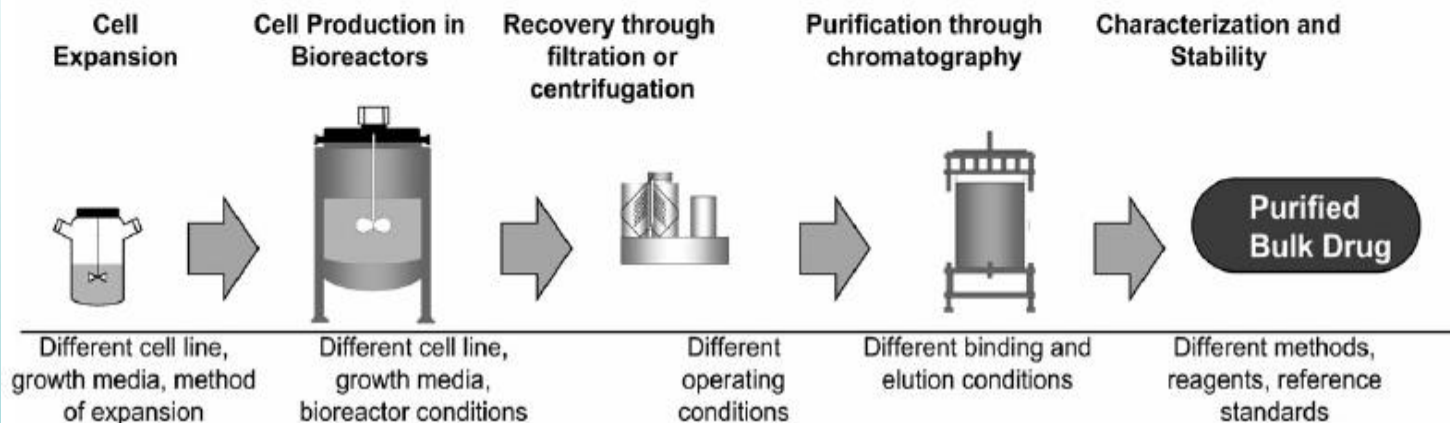 Cell
Expansion
Cell Production in
Bioreactors
Recovery through
filtration or
centrifugation
Purification through
chromatography
Characterization and
Stability
Purified
Bulk Drug
Different cell line,
growth media, method
of expansion
Different cell line,
growth media,
bioreactor conditions
Different
operating
conditions
Different binding and
elution conditions
Different methods,
reagents, reference
standards